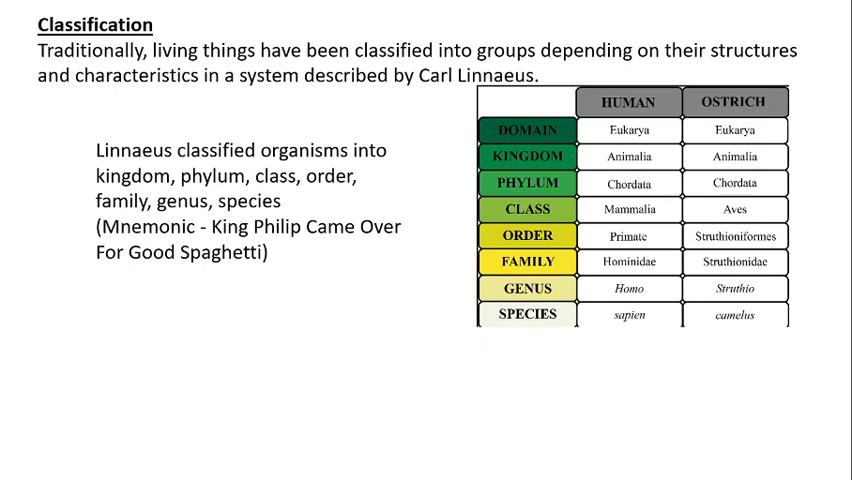 Classification
Traditionally, living things have been classified into groups depending on their structures
and characteristics in a system described by Carl Linnaeus.
Linnaeus classified organisms into
kingdom, phylum, class, order,
family, genus, species
(Mnemonic - King Philip Came Over
For Good Spaghetti)
HUMAN OSTRICH
DOMAIN Eukarya Eukarya
KINGDOM Animalia Animalia
PHYLUM Chordata Chordata
CLASS Mammalia Aves
ORDER Primate Struthioniformes
FAMILY Hominidae Struthionidae
GENUS Homo Struthio
SPECIES sapien camelus